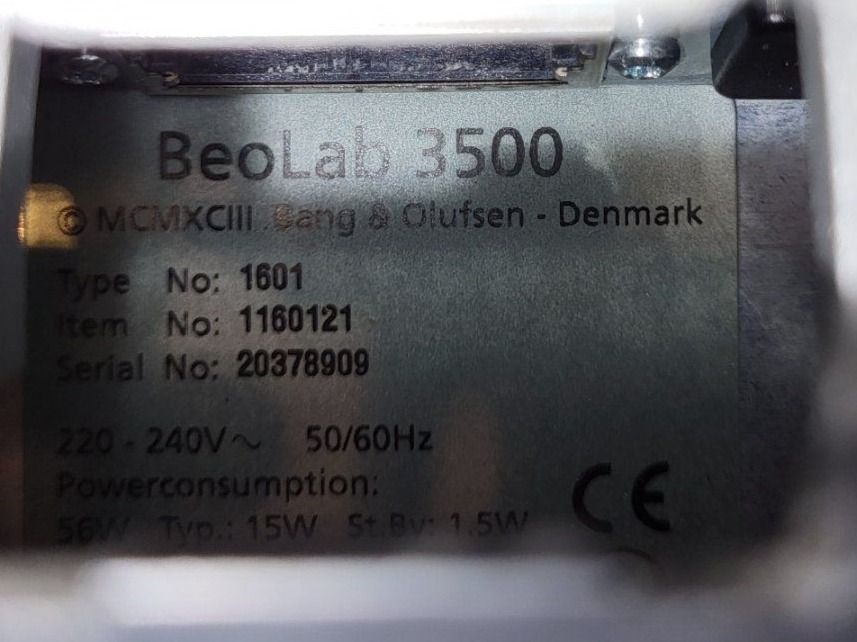 BeoLab 3500
© MCMXCIII Bang & Olufsen - Denmark
Type No: 1601
Item No: 1160121
Serial No: 20378909
220 - 240V~ 50/60Hz
Powerconsumption:
56W Typ.: 15W St.By: 1.5W
CE